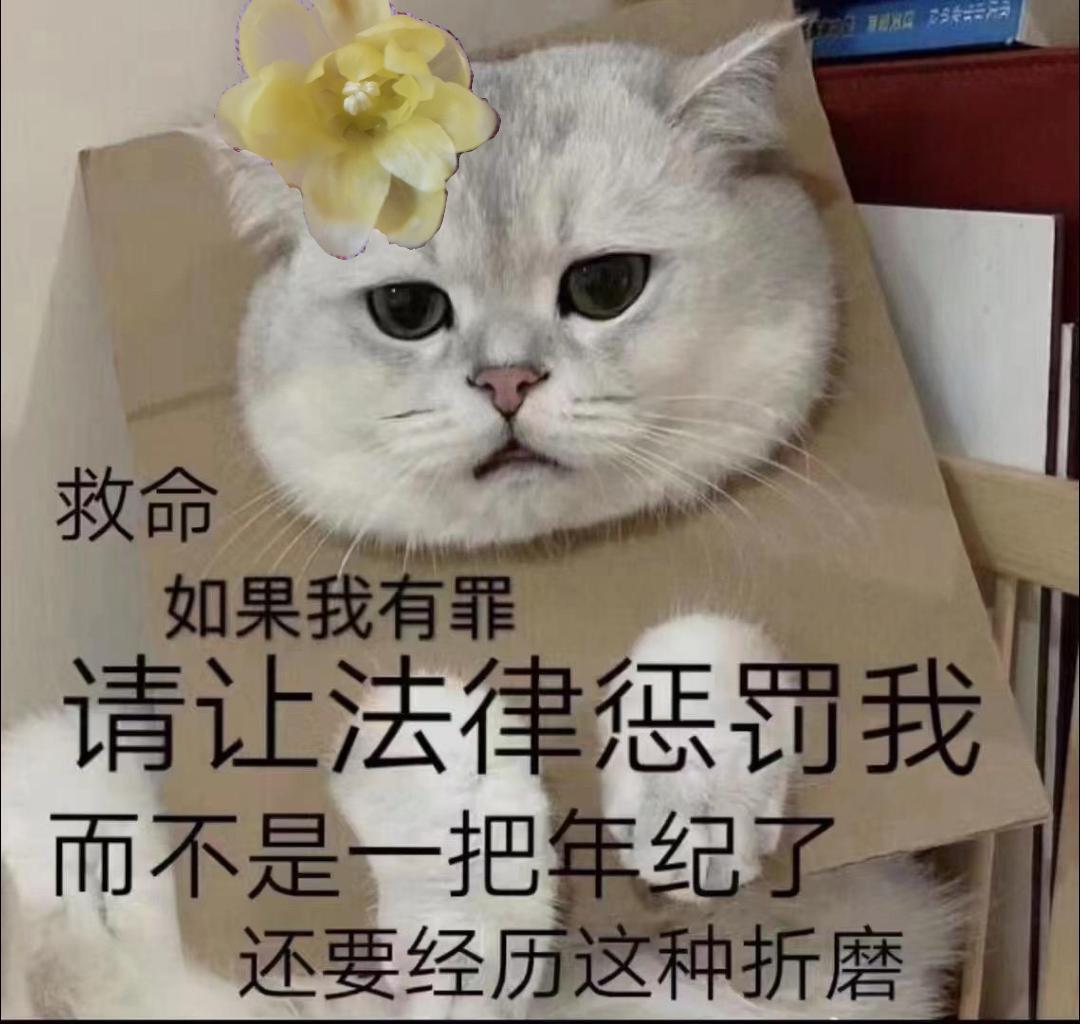 救命
如果我有罪
请让法律惩罚我
而不是一把年纪了
还要经历这种折磨